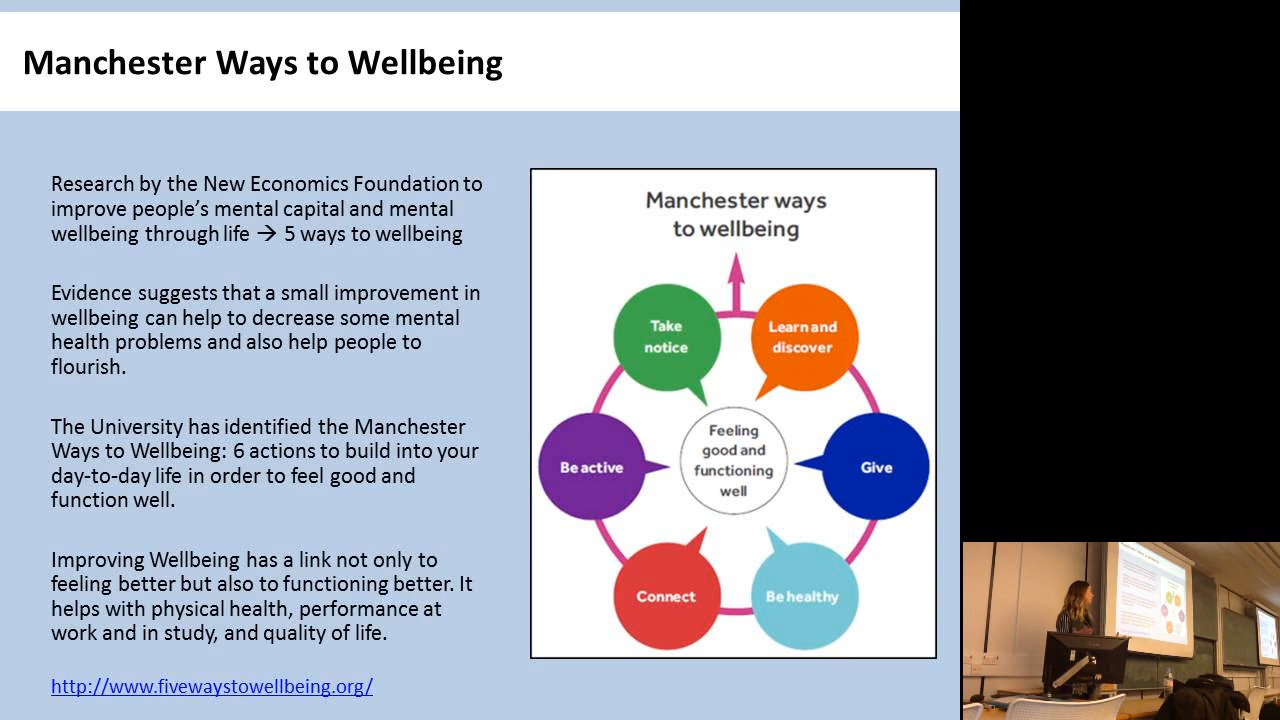 Manchester Ways to Wellbeing
Research by the New Economics Foundation to
improve people's mental capital and mental
wellbeing through life → 5 ways to wellbeing
Evidence suggests that a small improvement in
wellbeing can help to decrease some mental
health problems and also help people to
flourish.
The University has identified the Manchester
Ways to Wellbeing: 6 actions to build into your
day-to-day life in order to feel good and
function well.
Improving Wellbeing has a link not only to
feeling better but also to functioning better. It
helps with physical health, performance at
work and in study, and quality of life.
http://www.fivewaystowellbeing.org/
Manchester ways
to wellbeing
Take
notice
Learn and
discover
Be active
Feeling
good and
functioning
well
Give
Connect
Be healthy